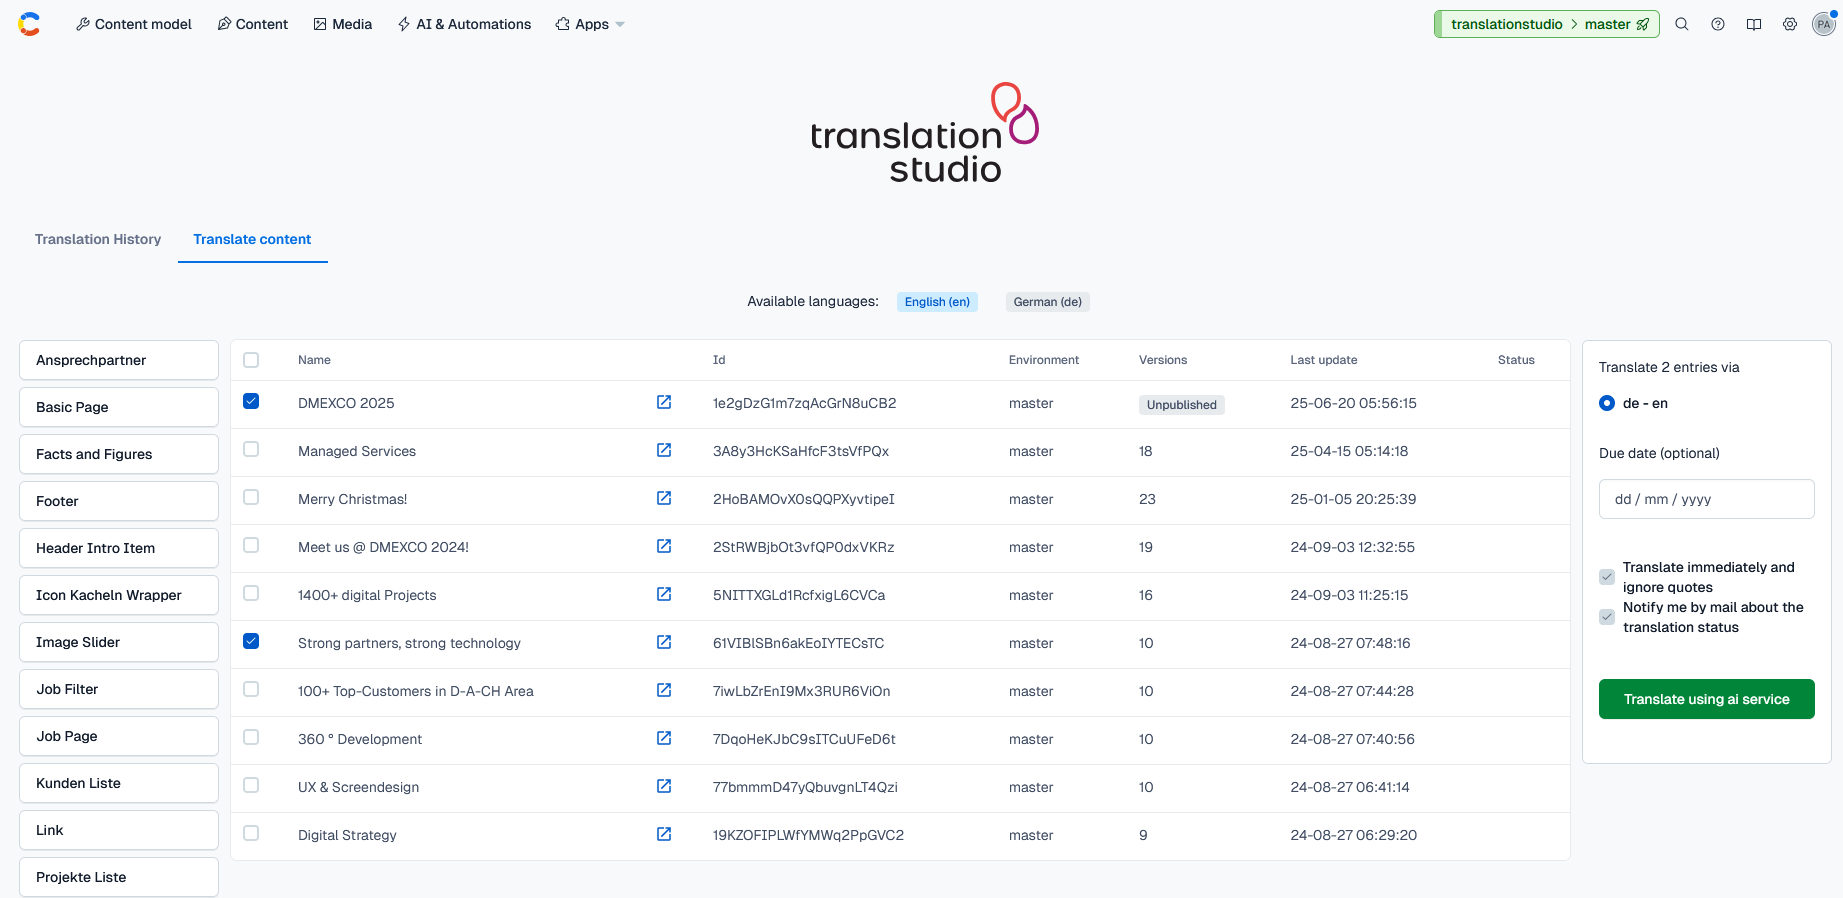 Content model Content Media AI & Automations Apps translationstudio > master PA
translation
studio
Translation History Translate content
Available languages: English (en) German (de)
Ansprechpartner
Basic Page
Facts and Figures
Footer
Header Intro Item
Icon Kacheln Wrapper
Image Slider
Job Filter
Job Page
Kunden Liste
Link
Projekte Liste
Name Id Environment Versions Last update Status
DMEXCO 2025 1e2gDzG1m7zqAcGrN8uCB2 master Unpublished 25-06-20 05:56:15
Managed Services 3A8y3HcKSaHfcF3tsVfPQx master 18 25-04-15 05:14:18
Merry Christmas! 2HoBAMOvX0sQQPXyvtipeI master 23 25-01-05 20:25:39
Meet us @ DMEXCO 2024! 2StRWBjbOt3vfQP0dxVKRz master 19 24-09-03 12:32:55
1400+ digital Projects 5NITTXGLd1RcfxigL6CVCa master 16 24-09-03 11:25:15
Strong partners, strong technology 61VIBlSBn6akEoIYTECsTC master 10 24-08-27 07:48:16
100+ Top-Customers in D-A-CH Area 7iwLbZrEnI9Mx3RUR6ViOn master 10 24-08-27 07:44:28
360 ° Development 7DqoHeKJbC9sITCuUFeD6t master 10 24-08-27 07:40:56
UX & Screendesign 77bmmmD47yQbuvgnLT4Qzi master 10 24-08-27 06:41:14
Digital Strategy 19KZOFIPLWfYMWq2PpGVC2 master 9 24-08-27 06:29:20
Translate 2 entries via
de - en
Due date (optional)
dd / mm / yyyy
Translate immediately and
ignore quotes
Notify me by mail about the
translation status
Translate using ai service